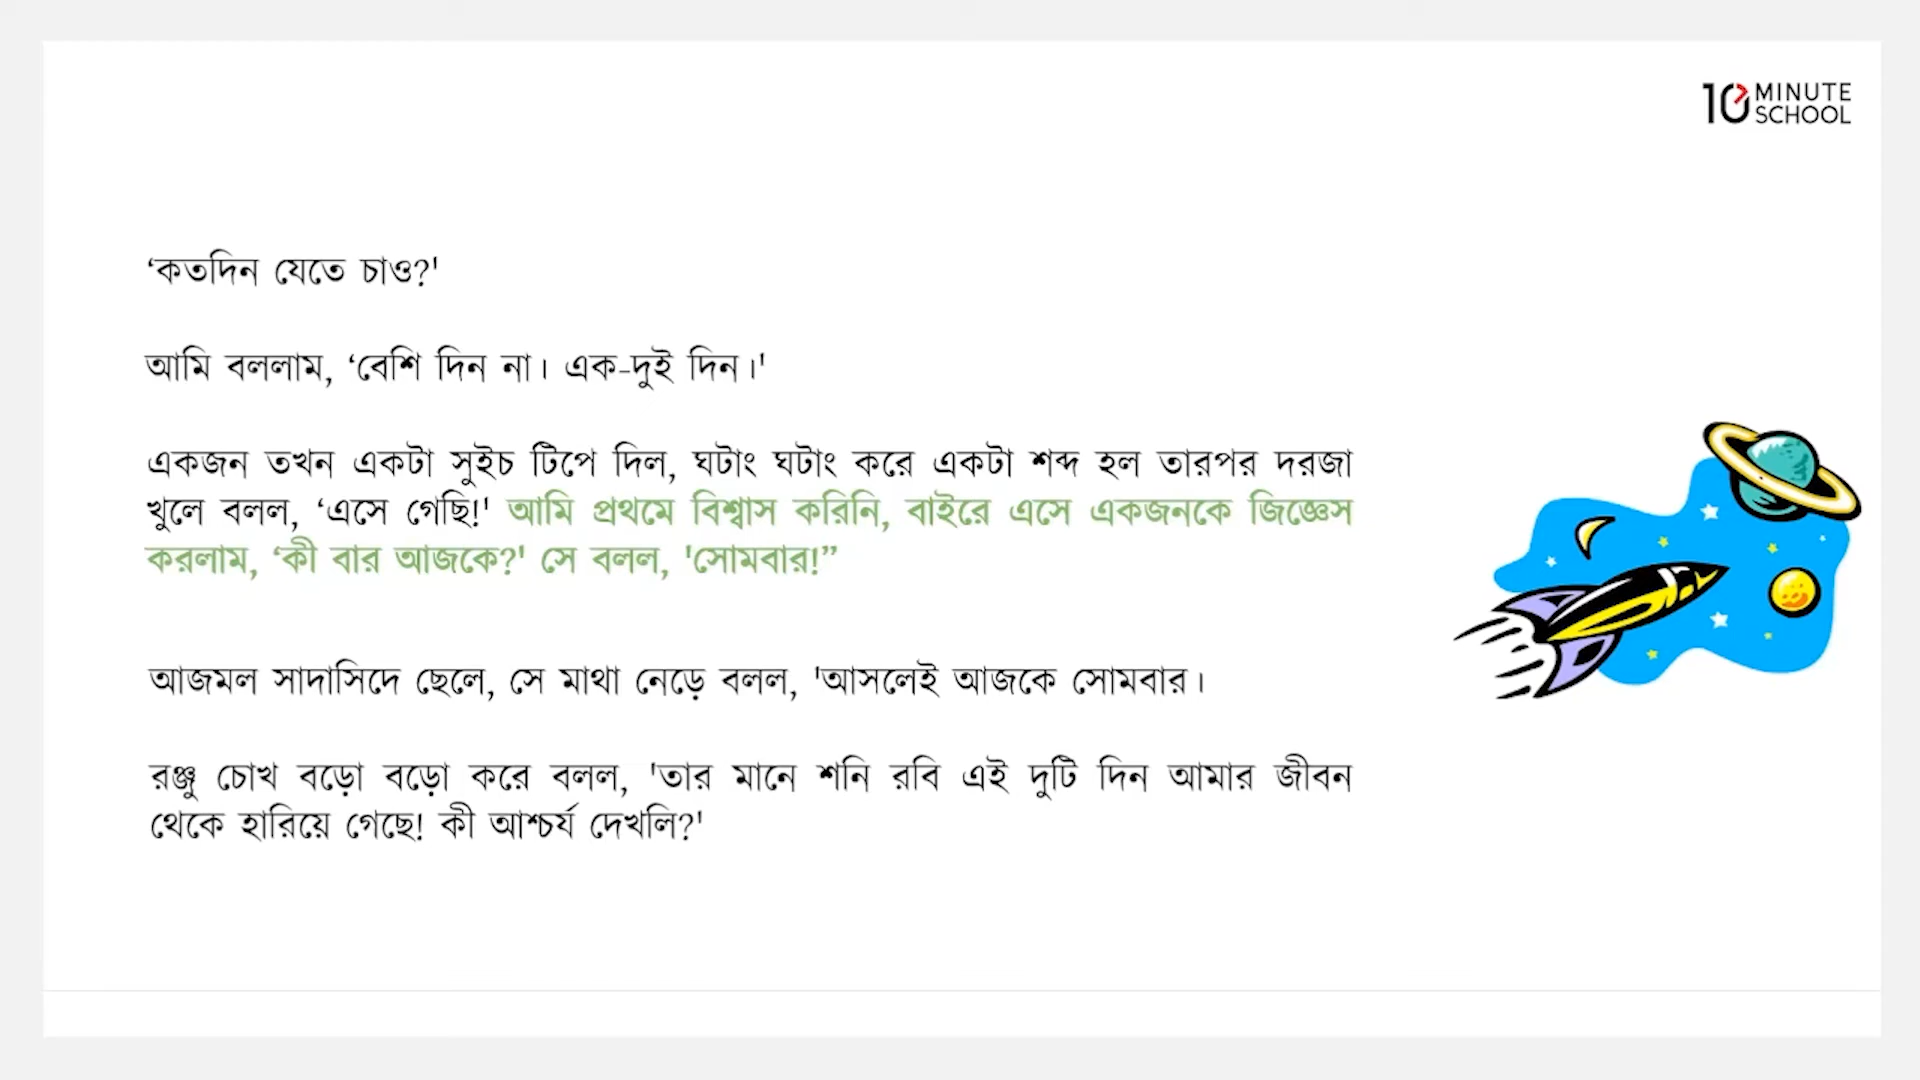 10 MINUTE
SCHOOL
‘কতদিন যেতে চাও?'
আমি বললাম, ‘বেশি দিন না। এক-দুই দিন।'
একজন তখন একটা সুইচ টিপে দিল, ঘটাং ঘটাং করে একটা শব্দ হল তারপর দরজা
খুলে বলল, ‘এসে গেছি!' আমি প্রথমে বিশ্বাস করিনি, বাইরে এসে একজনকে জিজ্ঞেস
করলাম, ‘কী বার আজকে?' সে বলল, 'সোমবার!”
আজমল সাদাসিদে ছেলে, সে মাথা নেড়ে বলল, 'আসলেই আজকে সোমবার।
রঞ্জু চোখ বড়ো বড়ো করে বলল, 'তার মানে শনি রবি এই দুটি দিন আমার জীবন
থেকে হারিয়ে গেছে! কী আশ্চর্য দেখলি?'